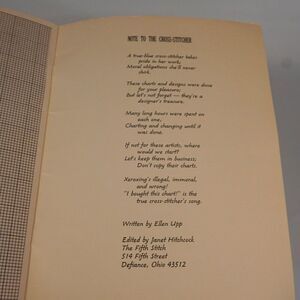 NOTE TO THE CROSS-STITCHER
A true-blue cross-stitcher takes
pride in her work;
Moral obligations she'll never
shirk.
These charts and designs were done
for your pleasure;
But let's not forget — they're a
designer's treasure.
Many long hours were spent on
each one,
Charting and changing until it
was done.
If not for these artists, where
would we start?
Let's keep them in business;
Don't copy their charts.
Xeroxing's illegal, immoral,
and wrong!
"I bought this chart!" is the
true cross-stitcher's song.
Written by Ellen Upp
Edited by Janet Hitchcock
The Fifth Stitch
514 Fifth Street
Defiance, Ohio 43512